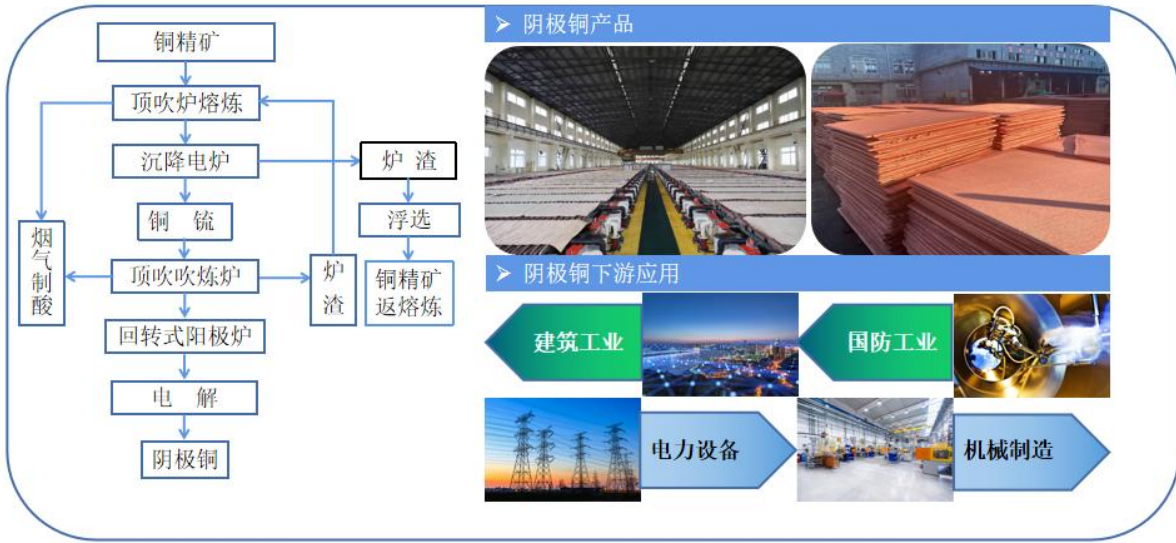 铜精矿
顶吹炉熔炼
沉降电炉
炉 渣
铜 锍
浮选
烟气制酸
顶吹吹炼炉
炉渣
铜精矿
返熔炼
回转式阳极炉
电 解
阴极铜
➢ 阴极铜产品
➢ 阴极铜下游应用
建筑工业
国防工业
电力设备
机械制造